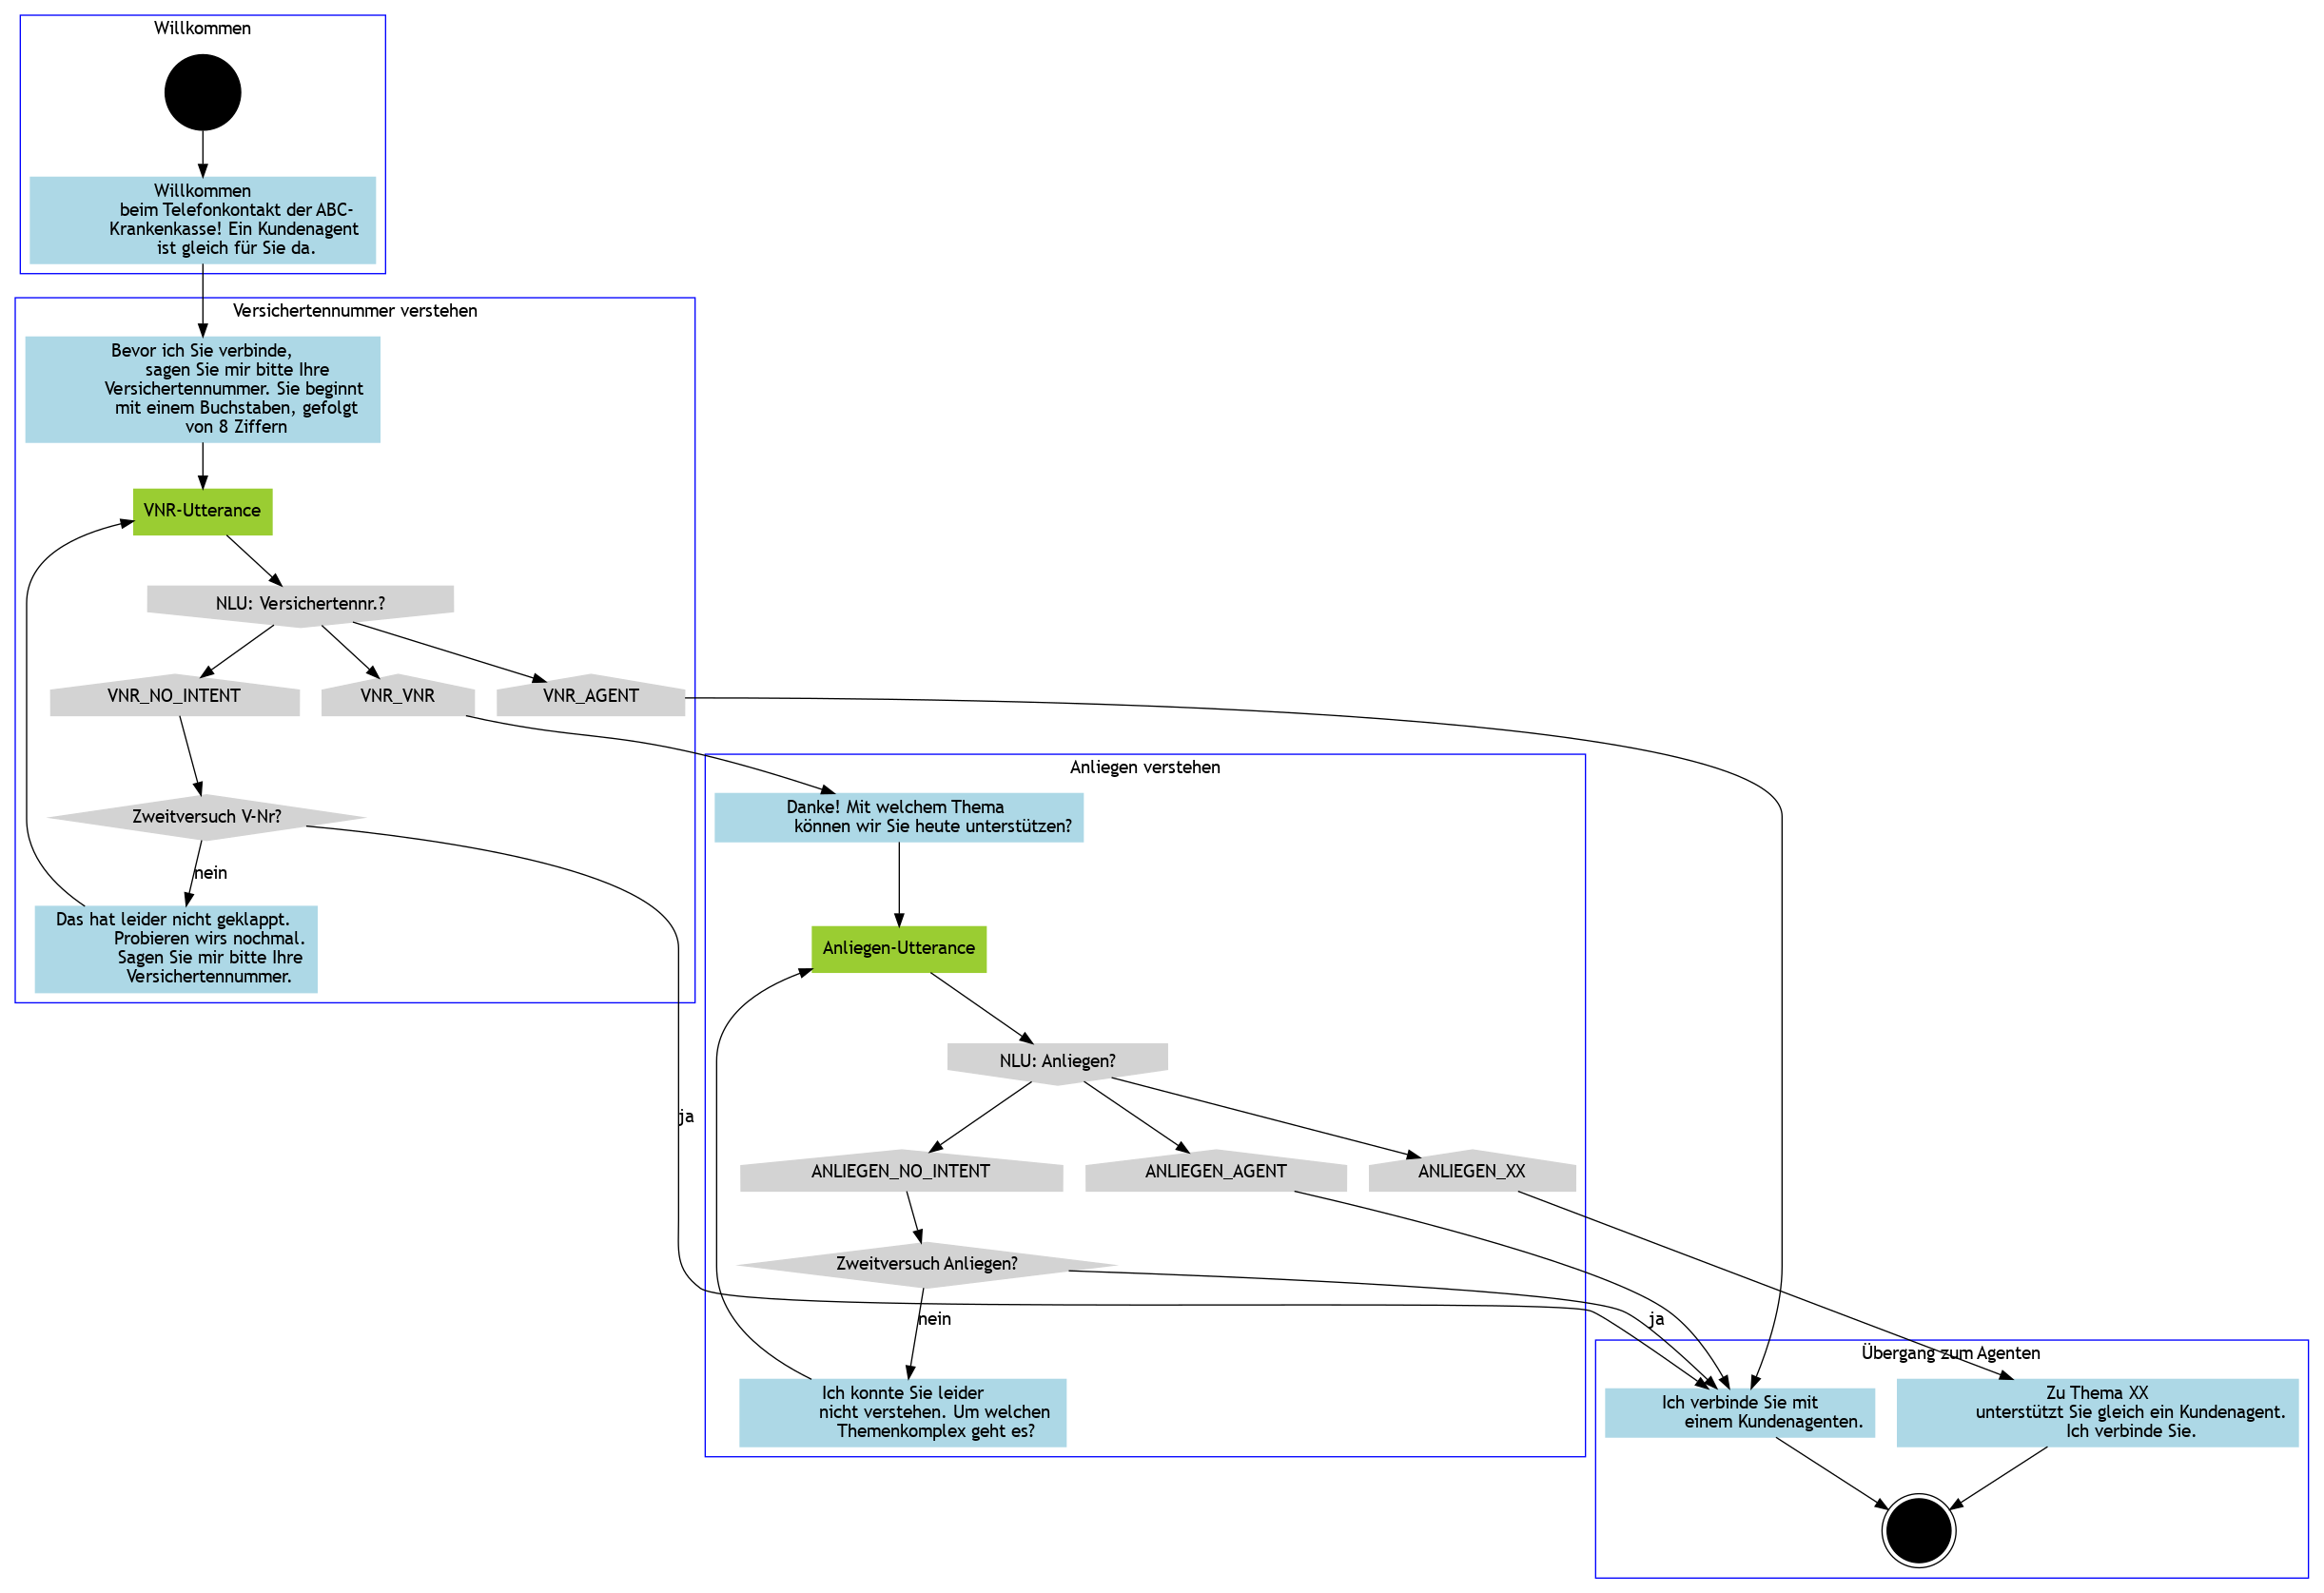 Willkommen
Willkommen
beim Telefonkontakt der ABC-
Krankenkasse! Ein Kundenagent
ist gleich für Sie da.
Versichertennummer verstehen
Bevor ich Sie verbinde,
sagen Sie mir bitte Ihre
Versichertennummer. Sie beginnt
mit einem Buchstaben, gefolgt
von 8 Ziffern
VNR-Utterance
NLU: Versichertennr.?
VNR_NO_INTENT
VNR_VNR
VNR_AGENT
Zweitversuch V-Nr?
nein
Das hat leider nicht geklappt.
Probieren wirs nochmal.
Sagen Sie mir bitte Ihre
Versichertennummer.
ja
Anliegen verstehen
Danke! Mit welchem Thema
können wir Sie heute unterstützen?
Anliegen-Utterance
NLU: Anliegen?
ANLIEGEN_NO_INTENT
ANLIEGEN_AGENT
ANLIEGEN_XX
Zweitversuch Anliegen?
nein
ja
Ich konnte Sie leider
nicht verstehen. Um welchen
Themenkomplex geht es?
Übergang zum Agenten
Ich verbinde Sie mit
einem Kundenagenten.
Zu Thema XX
unterstützt Sie gleich ein Kundenagent.
Ich verbinde Sie.